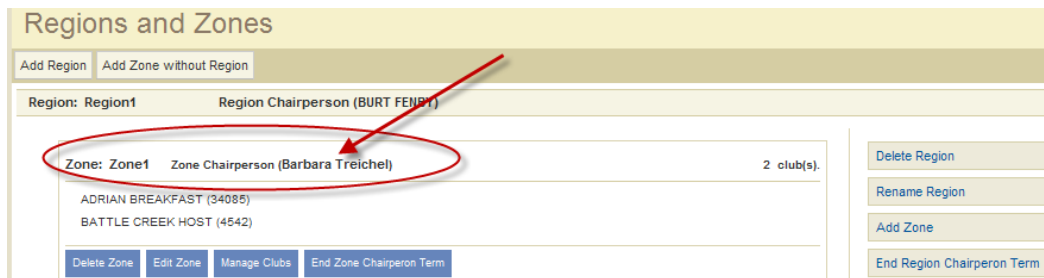 Regions and Zones
Add Region Add Zone without Region
Region: Region1 Region Chairperson (BURT FENBY)
Zone: Zone1 Zone Chairperson (Barbara Treichel) 2 club(s).
ADRIAN BREAKFAST (34085)
BATTLE CREEK HOST (4542)
Delete Zone Edit Zone Manage Clubs End Zone Chairperon Term
Delete Region
Rename Region
Add Zone
End Region Chairperon Term